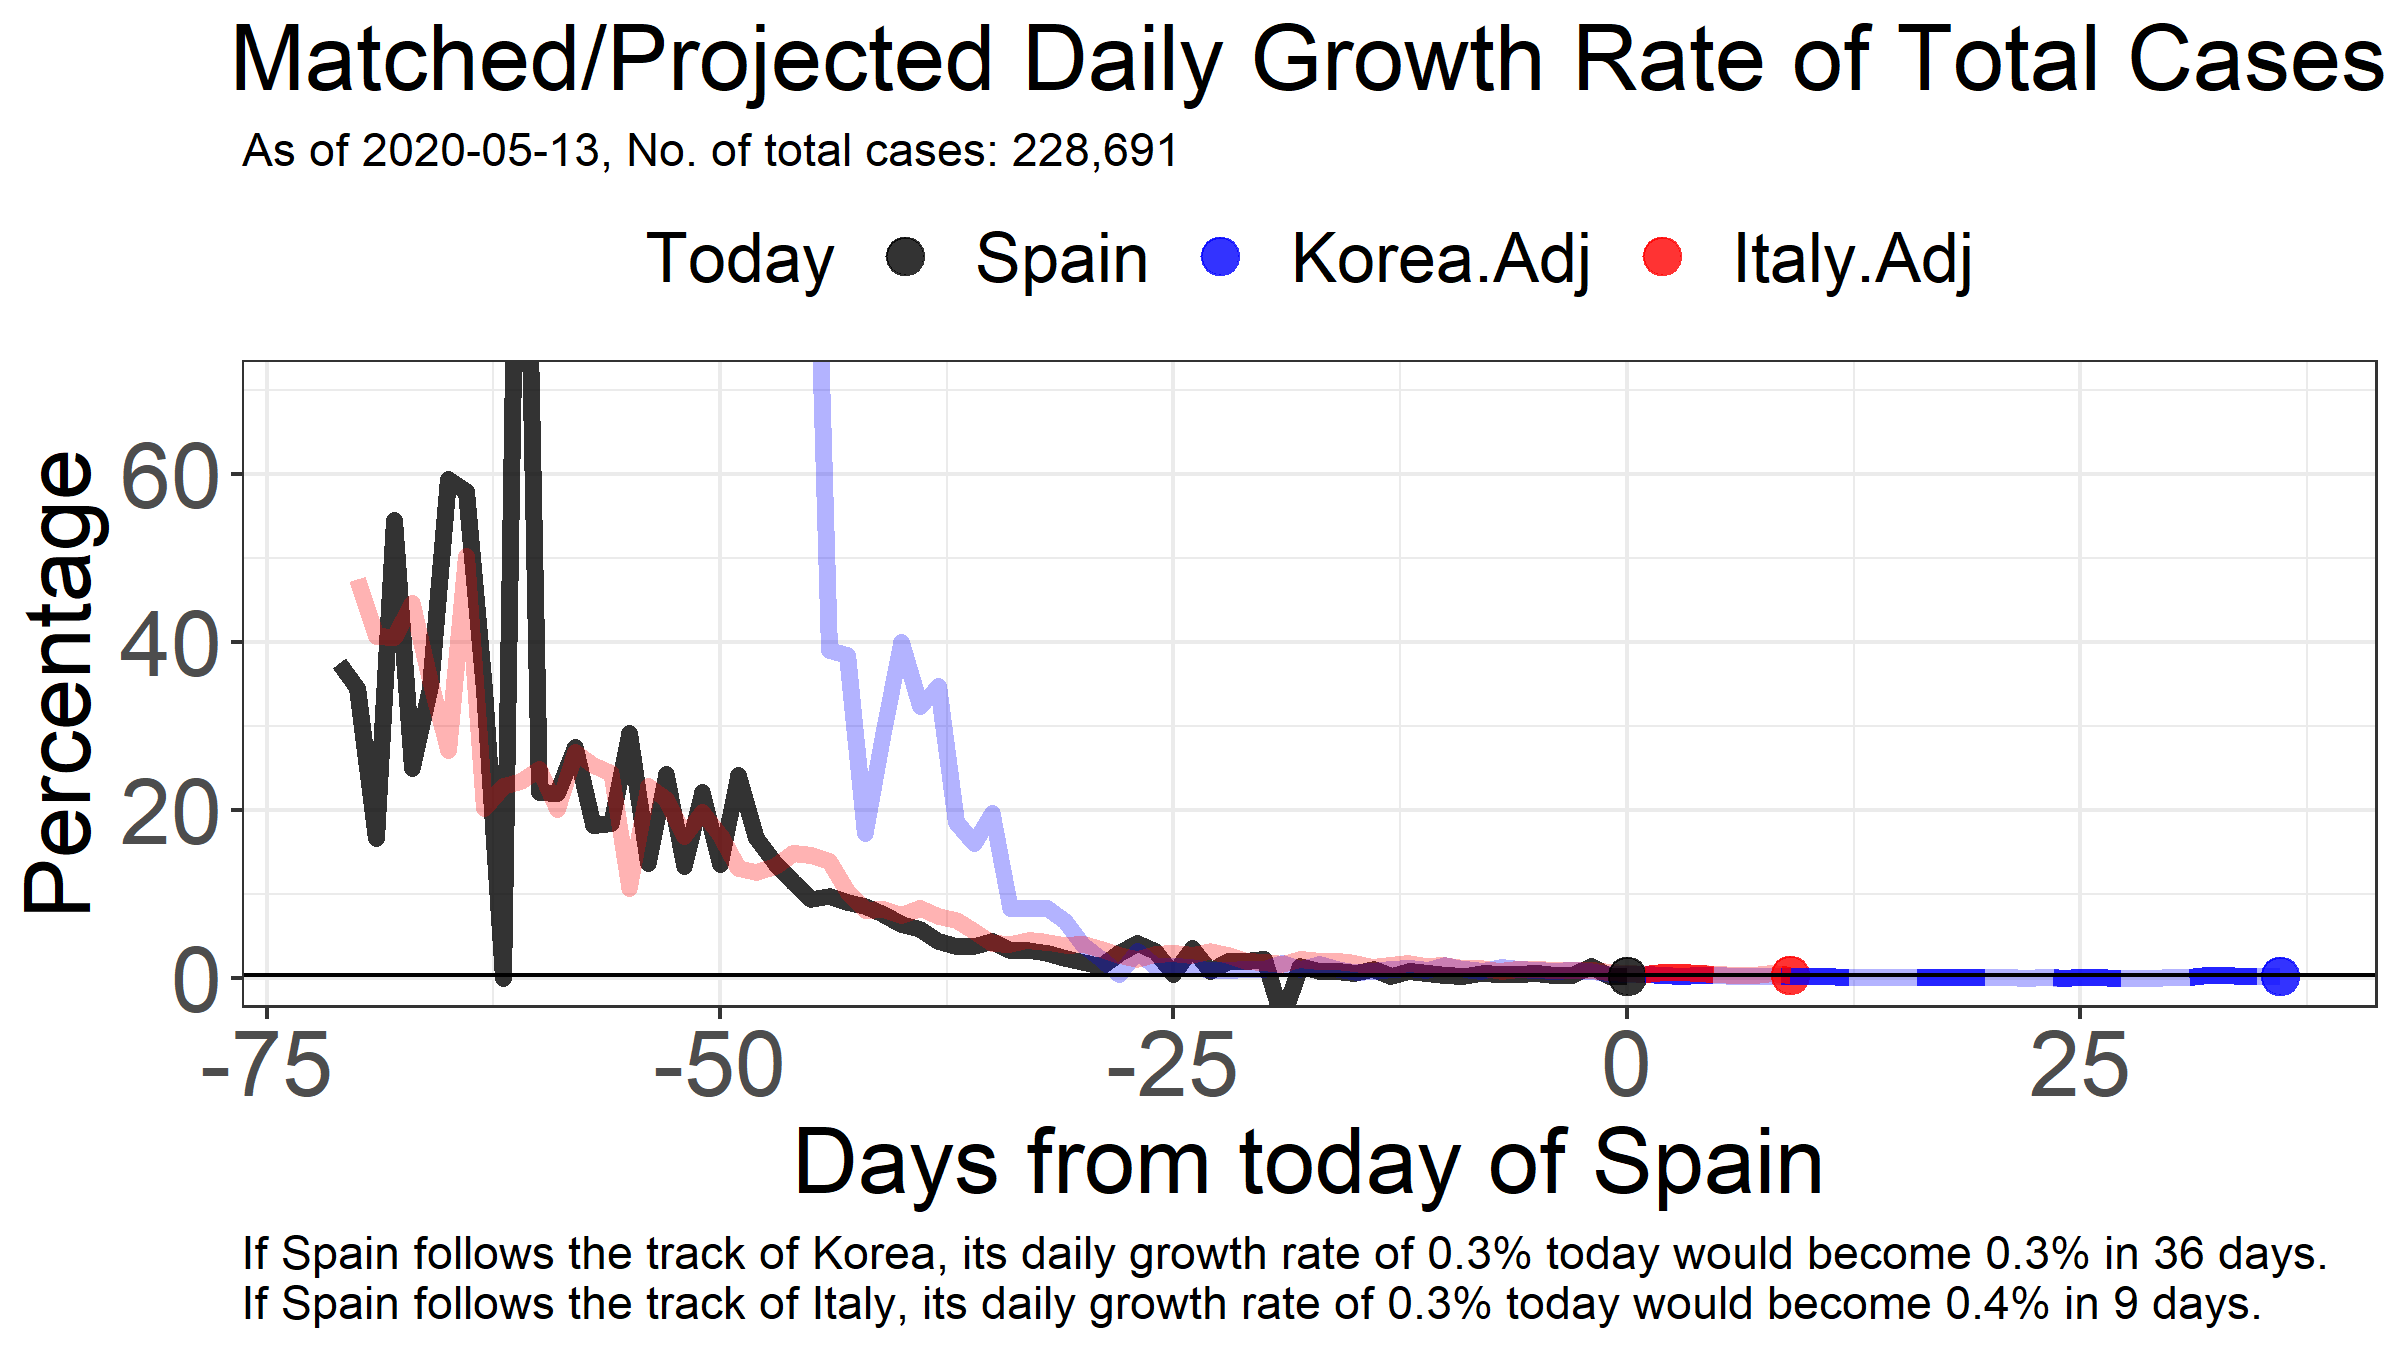 Matched/Projected Daily Growth Rate of Total Cases
As of 2020-05-13, No. of total cases: 228,691
Today Spain Korea.Adj Italy.Adj
Percentage
60
40
20
0
-75 -50 -25 0 25
Days from today of Spain
If Spain follows the track of Korea, its daily growth rate of 0.3% today would become 0.3% in 36 days.
If Spain follows the track of Italy, its daily growth rate of 0.3% today would become 0.4% in 9 days.